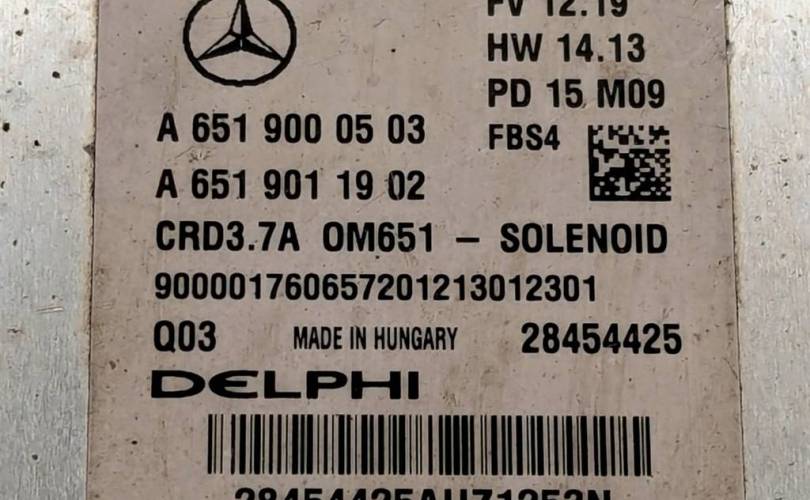 FV 12.19
HW 14.13
PD 15 M09
A 651 900 05 03
FBS4
A 651 901 19 02
CRD3.7A OM651 – SOLENOID
900001760657201213012301
Q03 MADE IN HUNGARY 28454425
DELPHI